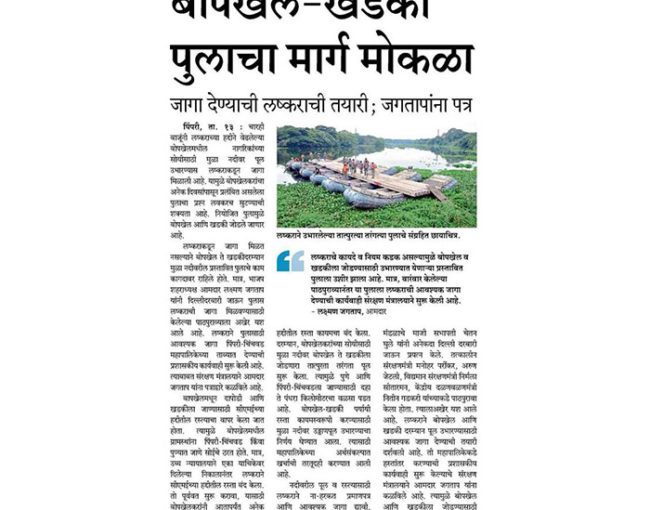 बोपखेल-खडकी
पुलाचा मार्ग मोकळा
जागा देण्याची लष्कराची तयारी; जगतापांना पत्र
पिंपरी, ता. १३ : चारही
बाजूंनी लष्कराच्या हद्दीने वेढलेल्या
बोपखेलमधील नागरिकांच्या
सोयीसाठी मुळा नदीवर पूल
उभारण्यास लष्कराकडून जागा
मिळाली आहे. यामुळे बोपखेलकरांचा
अनेक दिवसांपासून प्रलंबित असलेला
पुलाचा प्रश्न लवकरच सुटण्याची
शक्यता आहे. नियोजित पुलामुळे
बोपखेल आणि खडकी जोडले जाणार
आहे.
लष्कराकडून जागा मिळत
नसल्याने बोपखेल ते खडकीदरम्यान
मुळा नदीवरील प्रस्तावित पुलाचे काम
कागदावर राहिले होते. मात्र, भाजप
शहराध्यक्ष आमदार लक्ष्मण जगताप
यांनी दिल्लीदरबारी जाऊन पुलास
लष्कराची जागा मिळवण्यासाठी
केलेल्या पाठपुराव्याला अखेर यश
आले आहे. लष्कराने पुलासाठी
आवश्यक जागा पिंपरी-चिंचवड
महापालिकेच्या ताब्यात देण्याची
प्रशासकीय कार्यवाही सुरू केली आहे.
त्याबाबत संरक्षण मंत्रालयाने आमदार
जगताप यांना पत्राद्वारे कळविले आहे.
बोपखेलमधून दापोडी आणि
खडकीला जाण्यासाठी सीएमईच्या
हद्दीतील रस्त्याचा वापर केला जात
होता. त्यामुळे बोपखेलमधील
ग्रामस्थांना पिंपरी-चिंचवड किंवा
पुण्यात जाणे सोईचे ठरत होते. मात्र,
उच्च न्यायालयाने एका याचिकेवर
दिलेल्या निकालानंतर लष्कराने
सीएमईच्या हद्दीतील रस्ता बंद केला.
तो पूर्ववत सुरू करावा, यासाठी
बोपखेलकरांनी आतापर्यंत अनेक
लष्कराने उभारलेल्या तात्पुरत्या तरंगत्या पुलाचे संग्रहित छायाचित्र.
लष्कराचे कायदे व नियम कडक असल्यामुळे बोपखेल व
खडकीला जोडण्यासाठी उभारण्यात येणाऱ्या प्रस्तावित
पुलाला उशीर झाला आहे. मात्र, वारंवार केलेल्या
पाठपुराव्यानंतर या पुलाला लष्कराची आवश्यक जागा
देण्याची कार्यवाही संरक्षण मंत्रालयाने सुरू केली आहे.
- लक्ष्मण जगताप, आमदार
हद्दीतील रस्ता कायमचा बंद केला.
दरम्यान, बोपखेलकरांच्या सोयीसाठी
मुळा नदीवर बोपखेल ते खडकीला
जोडणारा तात्पुरता तरंगता पूल
सुरू केला. त्यामुळे पुणे आणि
पिंपरी-चिंचवडला जाण्यासाठी दहा
ते पंधरा किलोमीटरचा वळसा पडत
आहे. बोपखेल-खडकी पर्यायी
रस्ता कायमस्वरूपी करण्यासाठी
मुळा नदीवर उड्डाणपूल उभारण्याचा
निर्णय घेण्यात आला. त्यासाठी
महापालिकेच्या अर्थसंकल्पात
खर्चाची तरतूदही करण्यात आली
आहे.
नदीवरील पूल व रस्त्यासाठी
लष्कराने ना-हरकत प्रमाणपत्र
आणि आवश्यक जागा द्यावी.
मंडळाचे माजी सभापती चेतन
घुले यांनी अनेकदा दिल्ली दरबारी
जाऊन प्रयत्न केले. तत्कालीन
संरक्षणमंत्री मनोहर पर्रीकर, अरुण
जेटली, विद्यमान संरक्षणमंत्री निर्मला
सीतारमन, केंद्रीय दळणवळणमंत्री
नितीन गडकरी यांच्याकडे पाठपुरावा
केला होता. त्यालाअखेर यश आले
आहे. लष्कराने बोपखेल आणि
खडकी दरम्यान पूल उभारण्यासाठी
आवश्यक जागा देण्याची तयारी
दर्शवली आहे. ती महापालिकेकडे
हस्तांतर करण्याची प्रशासकीय
कार्यवाही सुरू केल्याचे संरक्षण
मंत्रालयाने आमदार जगताप यांना
कळविले आहे. त्यामुळे बोपखेल
आणि खडकीला जोडण्यासाठी